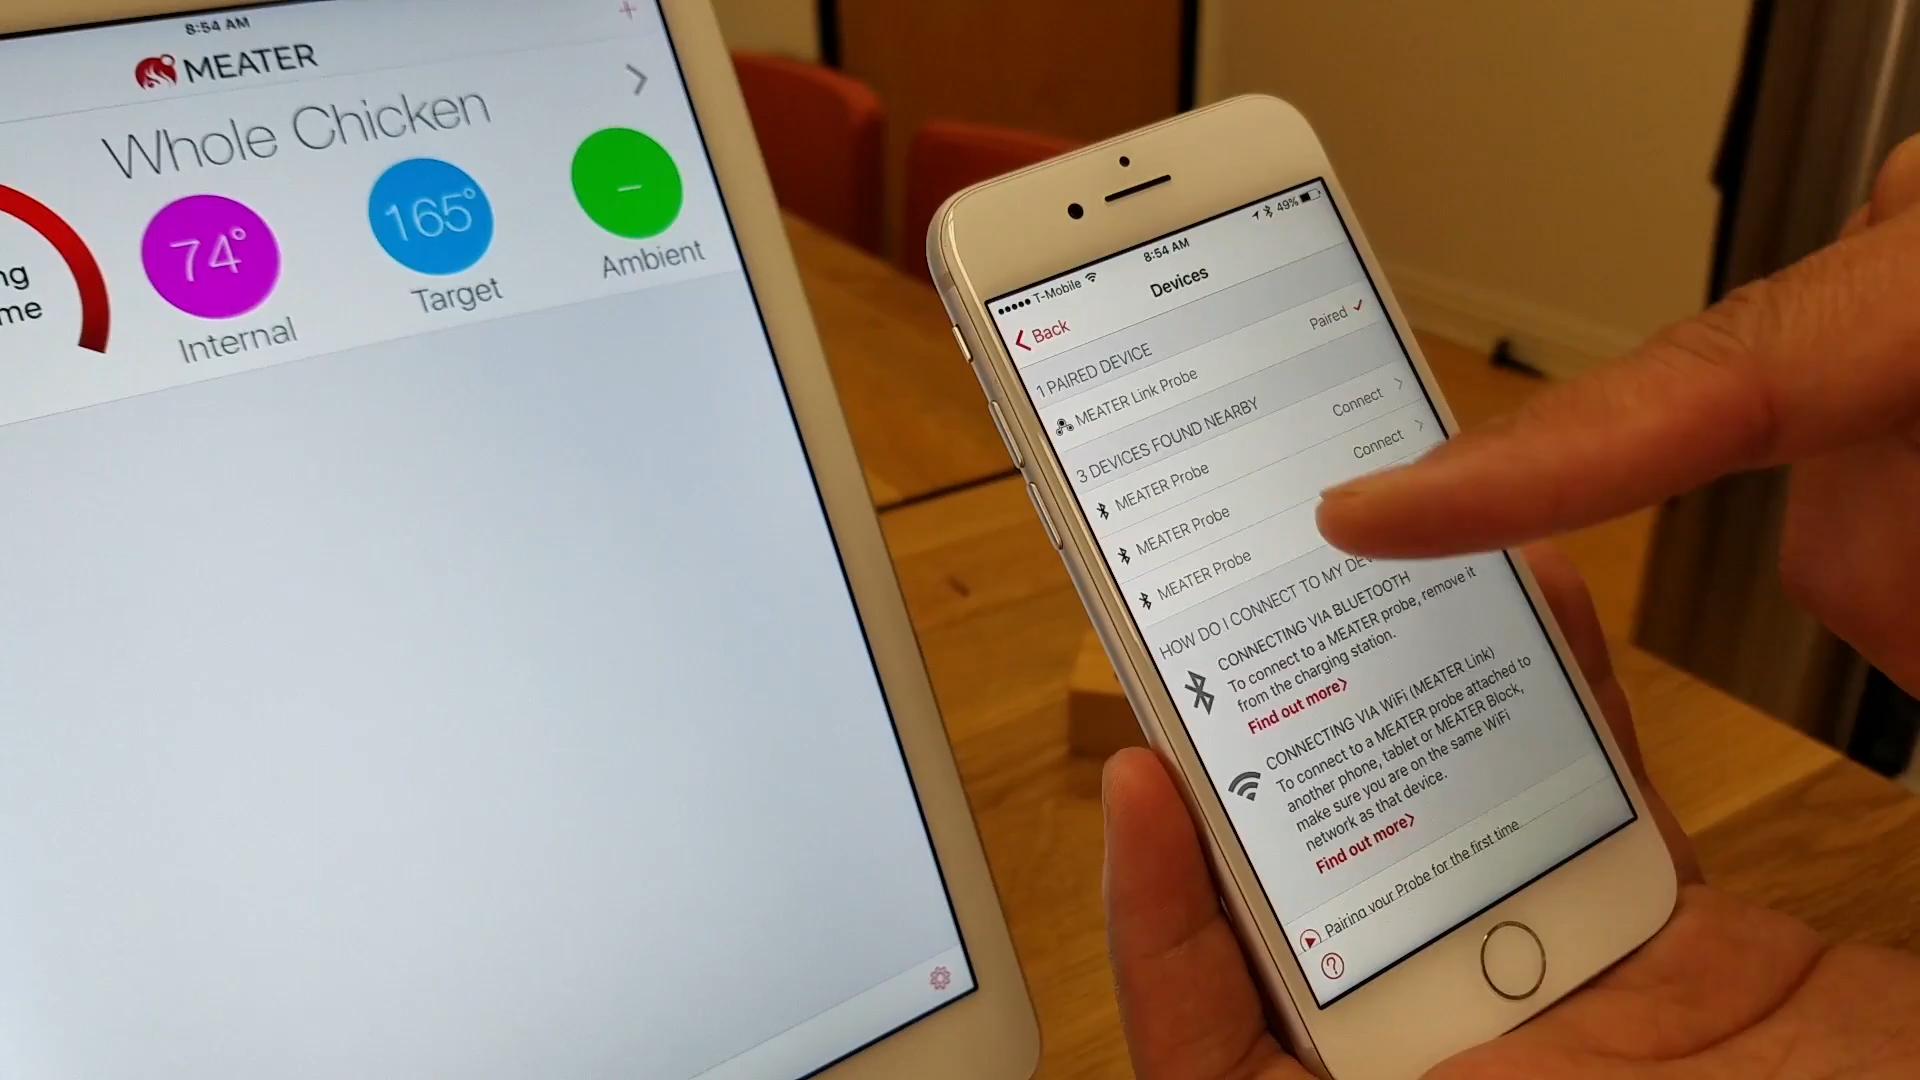 8:54 AM
MEATER
Whole Chicken
ng
me
74°
Internal
165°
Target
–
Ambient
T-Mobile
8:54 AM
49%
Back
Devices
1 PAIRED DEVICE
MEATER Link Probe
Paired
3 DEVICES FOUND NEARBY
MEATER Probe
Connect
MEATER Probe
Connect
MEATER Probe
HOW DO I CONNECT TO MY
CONNECTING VIA BLUETOOTH
To connect to a MEATER probe, remove it
from the charging station.
Find out more
CONNECTING VIA WiFi (MEATER Link)
To connect to a MEATER probe attached to
another phone, tablet or MEATER Block,
make sure you are on the same WiFi
network as that device.
Find out more
Pairing your Probe for the first time
?